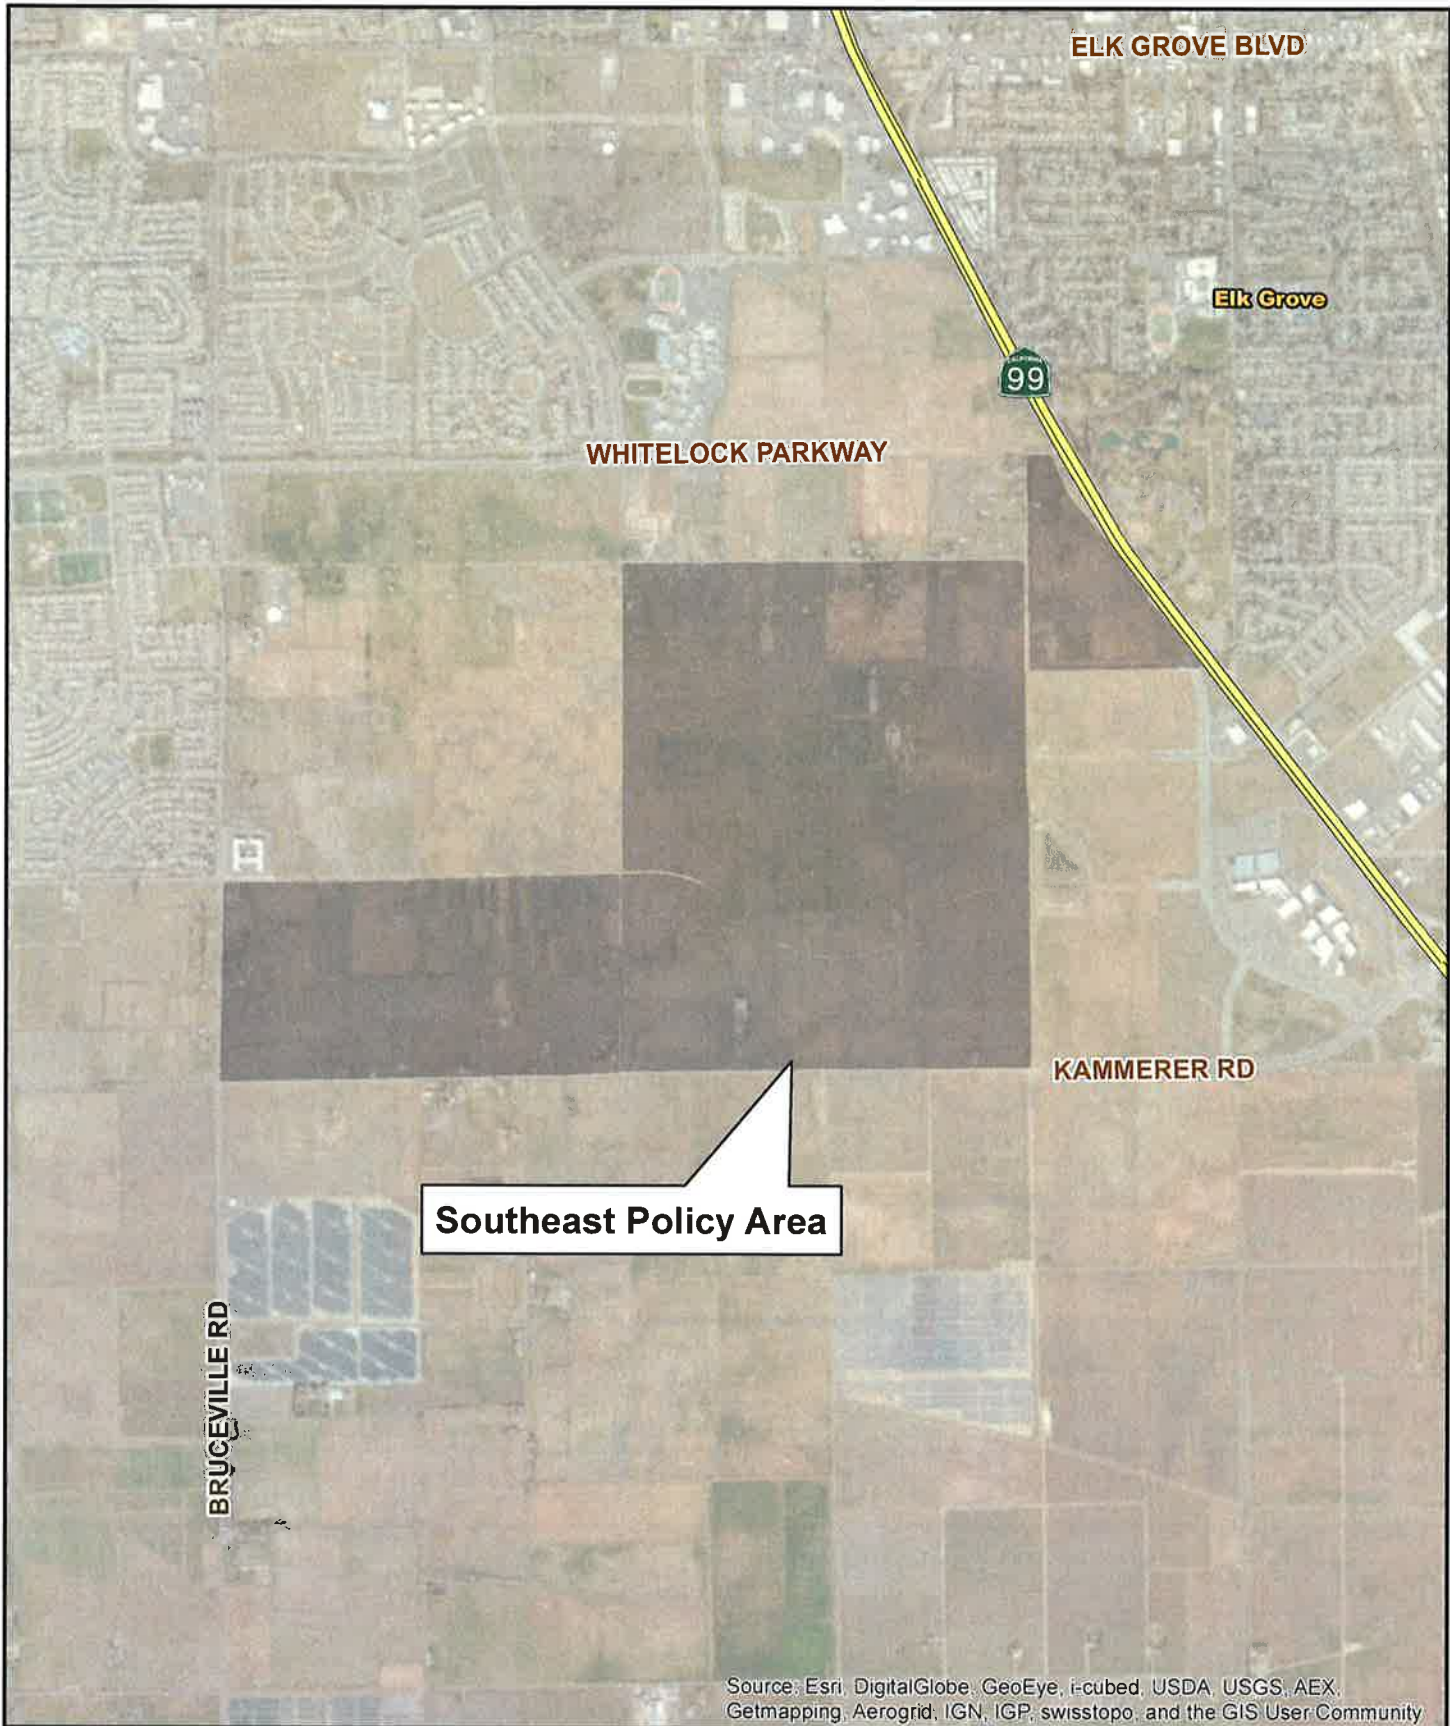 ELK GROVE BLVD
Elk Grove
CALIFORNIA
99
WHITELOCK PARKWAY
KAMMERER RD
Southeast Policy Area
BRUCEVILLE RD
Source: Esri, DigitalGlobe, GeoEye, i-cubed, USDA, USGS, AEX,
Getmapping, Aerogrid, IGN, IGP, swisstopo, and the GIS User Community